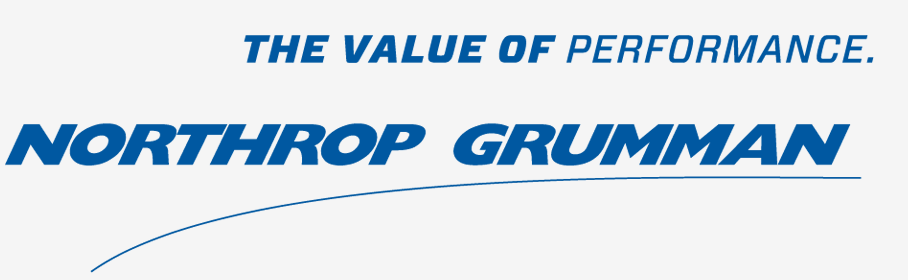 THE VALUE OF PERFORMANCE.
NORTHROP GRUMMAN